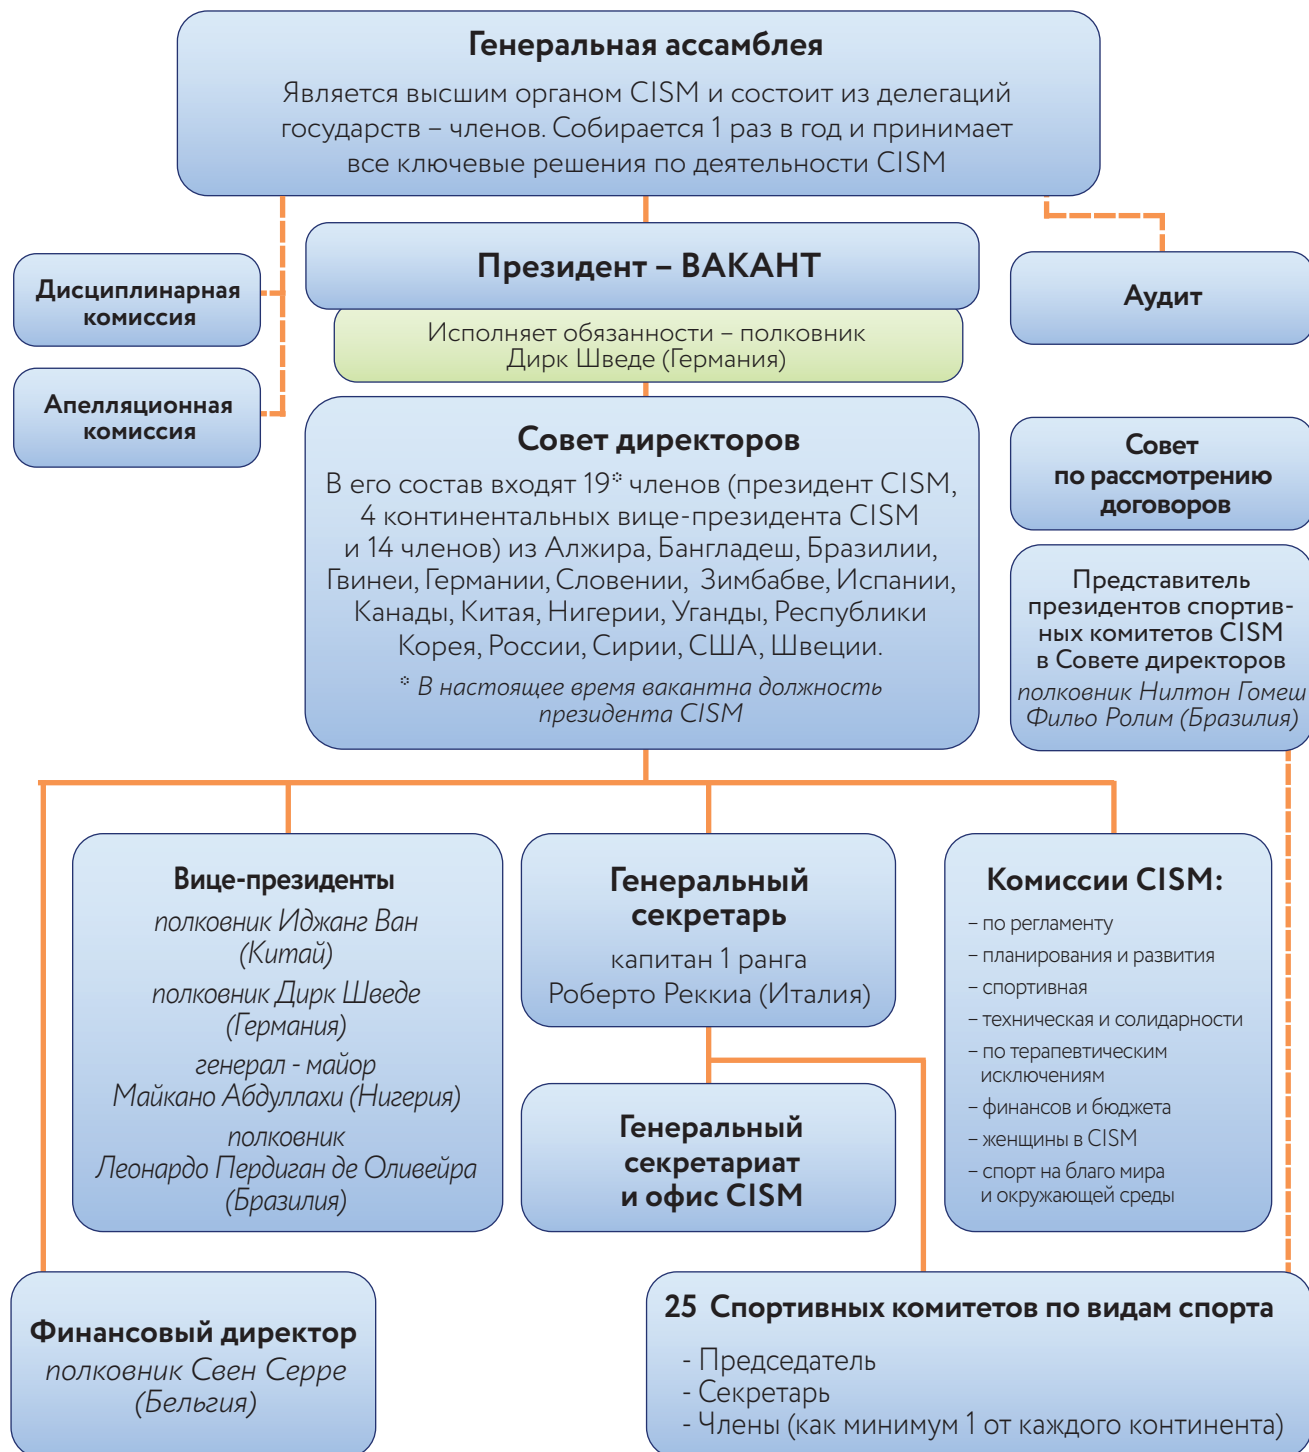 Генеральная ассамблея
Является высшим органом CISM и состоит из делегаций
государств – членов. Собирается 1 раз в год и принимает
все ключевые решения по деятельности CISM
Президент – ВАКАНТ
Исполняет обязанности – полковник
Дирк Шведе (Германия)
Дисциплинарная
комиссия
Апелляционная
комиссия
Аудит
Совет директоров
В его состав входят 19* членов (президент CISM,
4 континентальных вице-президента CISM
и 14 членов) из Алжира, Бангладеш, Бразилии,
Гвинеи, Германии, Словении, Зимбабве, Испании,
Канады, Китая, Нигерии, Уганды, Республики
Корея, России, Сирии, США, Швеции.
* В настоящее время вакантна должность
президента CISM
Совет
по рассмотрению
договоров
Представитель
президентов спортив-
ных комитетов CISM
в Совете директоров
полковник Нилтон Гомеш
Фильо Ролим (Бразилия)
Вице-президенты
полковник Иджанг Ван
(Китай)
полковник Дирк Шведе
(Германия)
генерал - майор
Майкано Абдуллахи (Нигерия)
полковник
Леонардо Пердиган де Оливейра
(Бразилия)
Генеральный
секретарь
капитан 1 ранга
Роберто Реккиа (Италия)
Генеральный
секретариат
и офис CISM
Комиссии CISM:
– по регламенту
– планирования и развития
– спортивная
– техническая и солидарности
– по терапевтическим
исключениям
– финансов и бюджета
– женщины в CISM
– спорт на благо мира
и окружающей среды
Финансовый директор
полковник Свен Серре
(Бельгия)
25 Спортивных комитетов по видам спорта
- Председатель
- Секретарь
- Члены (как минимум 1 от каждого континента)